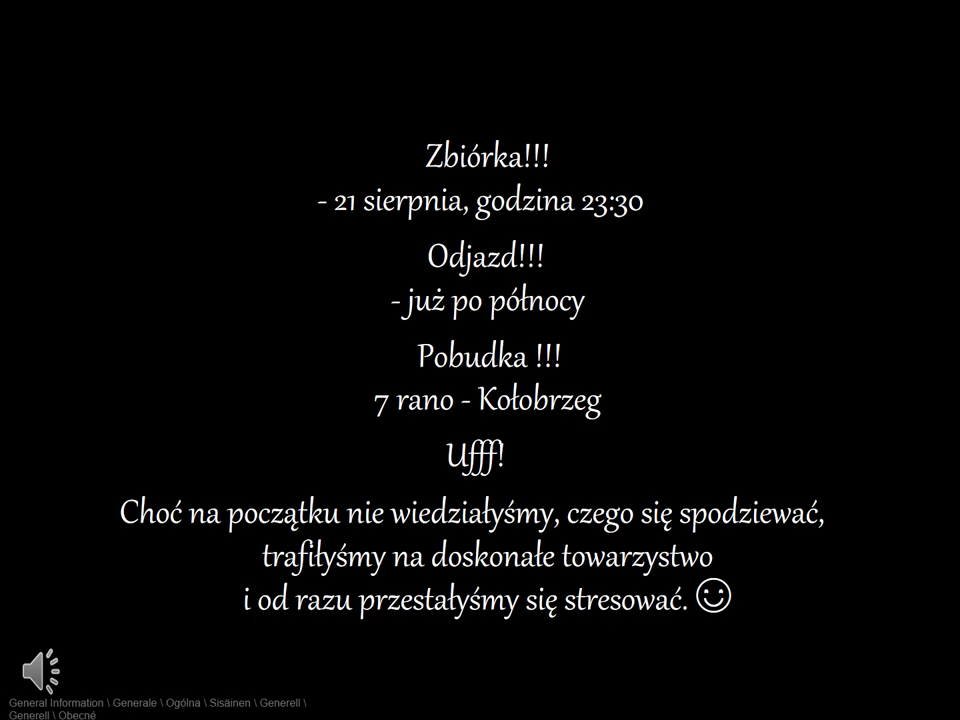 Zbiórka!!!
- 21 sierpnia, godzina 23:30
Odjazd!!!
- już po północy
Pobudka !!!
7 rano - Kołobrzeg
Ufff!
Choć na początku nie wiedziałyśmy, czego się spodziewać,
trafiłyśmy na doskonałe towarzystwo
i od razu przestałyśmy się stresować. ☺
General Information \ Generale \ Ogólna \ Sisäinen \ Generell \
Generell \ Obecné